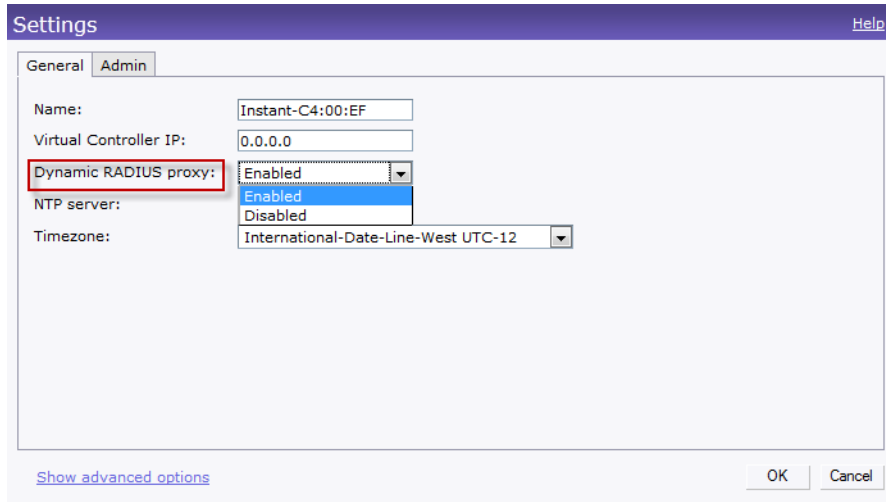 Settings Help
General Admin
Name: Instant-C4:00:EF
Virtual Controller IP: 0.0.0.0
Dynamic RADIUS proxy: Enabled
Enabled
NTP server:
Disabled
Timezone: International-Date-Line-West UTC-12
Show advanced options OK Cancel